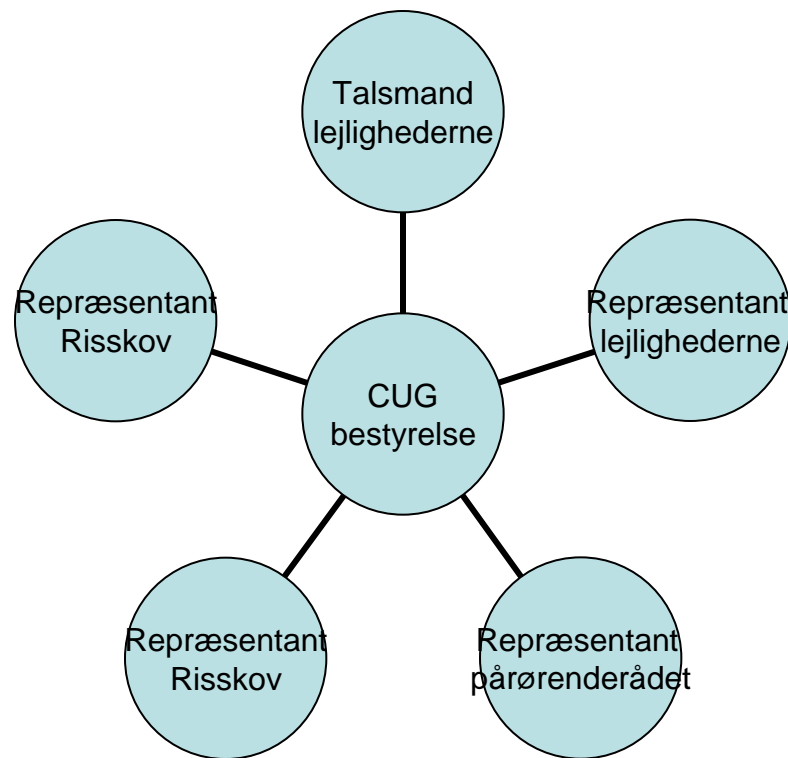 Talsmand
lejlighederne
Repræsentant
Risskov
Repræsentant
lejlighederne
CUG
bestyrelse
Repræsentant
Risskov
Repræsentant
pårørenderådet